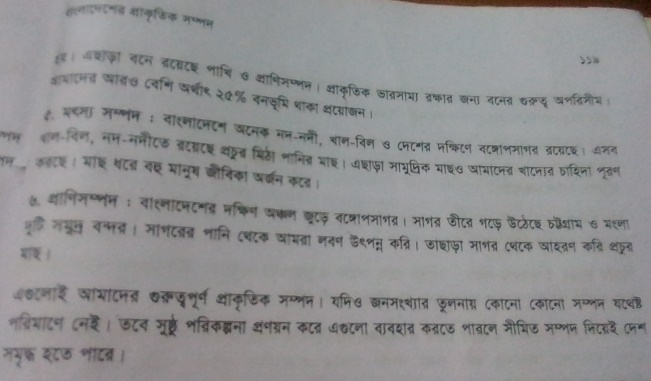 বাংলাদেশের প্রাকৃতিক সম্পদ
১১৯
হয়। এছাড়া বনে রয়েছে পাখি ও প্রাণিসম্পদ। প্রাকৃতিক ভারসাম্য রক্ষার জন্য বনের গুরুত্ব অপরিসীম।
আমাদের আরও বেশি অর্থাৎ ২৫% বনভূমি থাকা প্রয়োজন।
৫. মৎস্য সম্পদ : বাংলাদেশে অনেক নদ-নদী, খাল-বিল ও দেশের দক্ষিণে বঙ্গোপসাগর রয়েছে। এসব
খাল-বিল, নদ-নদীতে রয়েছে প্রচুর মিঠা পানির মাছ। এছাড়া সামুদ্রিক মাছও আমাদের খাদ্যের চাহিদা পূরণ
করছে। মাছ ধরে বহু মানুষ জীবিকা অর্জন করে।
৬. প্রাণিসম্পদ : বাংলাদেশের দক্ষিণ অঞ্চল জুড়ে বঙ্গোপসাগর। সাগর তীরে গড়ে উঠেছে চট্টগ্রাম ও মংলা
দুটি সমুদ্র বন্দর। সাগরের পানি থেকে আমরা লবণ উৎপন্ন করি। তাছাড়া সাগর থেকে আহরণ করি প্রচুর
মাছ।
এগুলোই আমাদের গুরুত্বপূর্ণ প্রাকৃতিক সম্পদ। যদিও জনসংখ্যার তুলনায় কোনো কোনো সম্পদ যথেষ্ট
পরিমাণে নেই। তবে সুষ্ঠু পরিকল্পনা প্রণয়ন করে এগুলো ব্যবহার করতে পারলে সীমিত সম্পদ নিয়েই দেশ
সমৃদ্ধ হতে পারে।